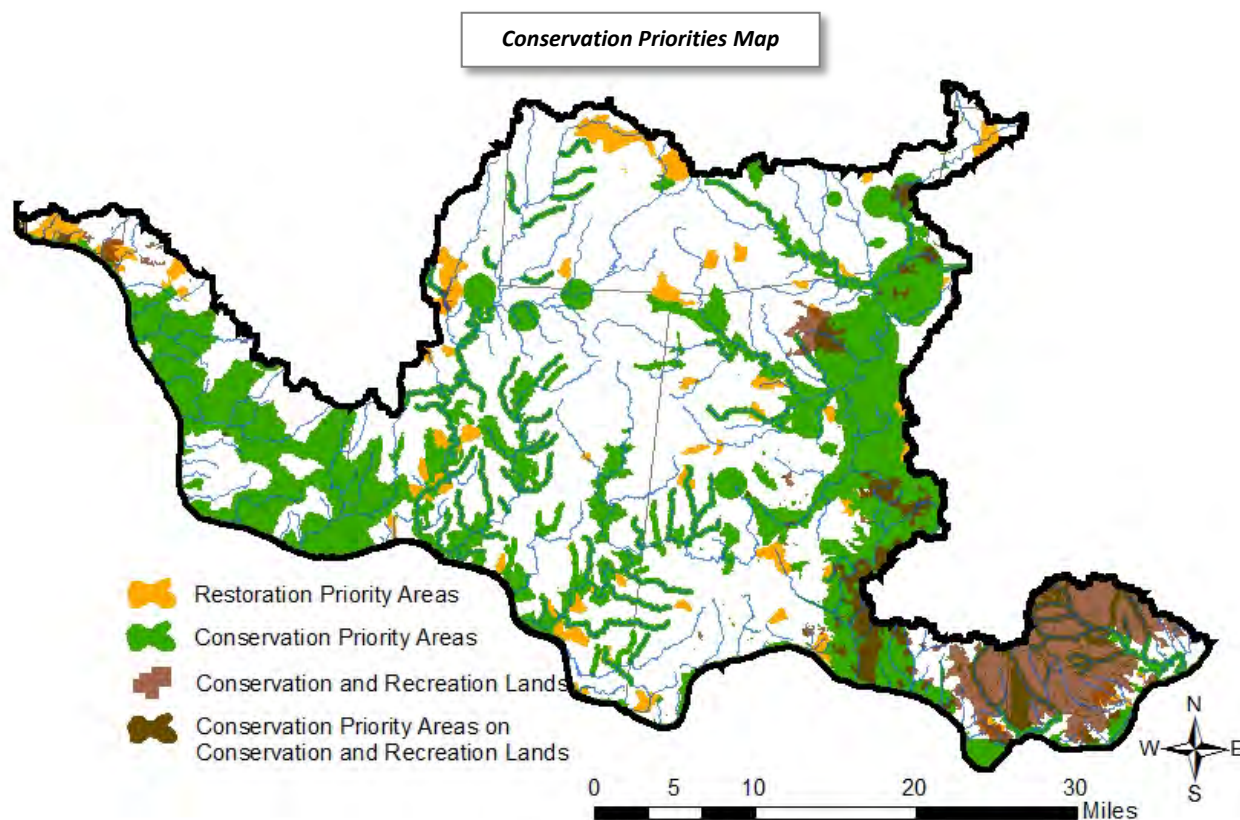 Conservation Priorities Map
Restoration Priority Areas
Conservation Priority Areas
Conservation and Recreation Lands
Conservation Priority Areas on
Conservation and Recreation Lands
N
W E
S
0 5 10 20 30
Miles